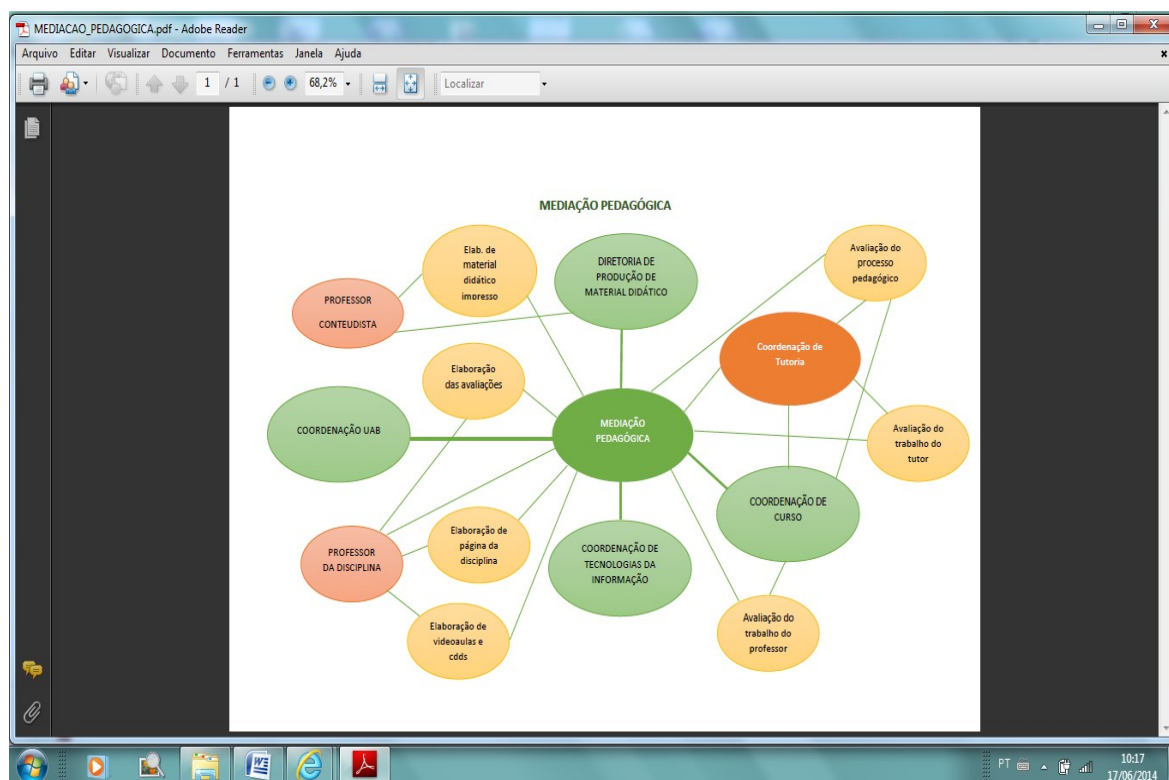 MEDIACAO_PEDAGOGICA.pdf - Adobe Reader
Arquivo Editar Visualizar Documento Ferramentas Janela Ajuda
1 / 1 68,2% Localizar
MEDIAÇÃO PEDAGÓGICA
Elab. de
material
didático
impresso
DIRETORIA DE
PRODUÇÃO DE
MATERIAL DIDÁTICO
Avaliação do
processo
pedagógico
PROFESSOR
CONTEUDISTA
Coordenação de
Tutoria
Elaboração
das avaliações
COORDENAÇÃO UAB
MEDIAÇÃO
PEDAGÓGICA
Avaliação do
trabalho do
tutor
COORDENAÇÃO DE
CURSO
Elaboração de
página da
disciplina
PROFESSOR
DA DISCIPLINA
COORDENAÇÃO DE
TECNOLOGIAS DA
INFORMAÇÃO
Elaboração de
videoaulas e
cdds
Avaliação do
trabalho do
professor
PT
10:17
17/06/2014